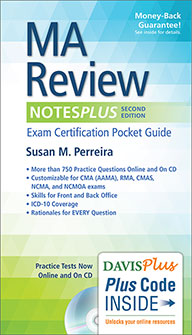 Money-Back
Guarantee!
See inside for details.
MA
Review
NOTESPLUS SECOND
EDITION
Exam Certification Pocket Guide
Susan M. Perreira
• More than 750 Practice Questions Online and On CD
• Customizable for CMA (AAMA), RMA, CMAS,
NCMA, and NCMOA exams
• Skills for Front and Back Office
• ICD-10 Coverage
• Rationales for EVERY Question
Practice Tests Now
Online and On CD
DAVISPlus
Plus Code
INSIDE→
Unlocks your online resources